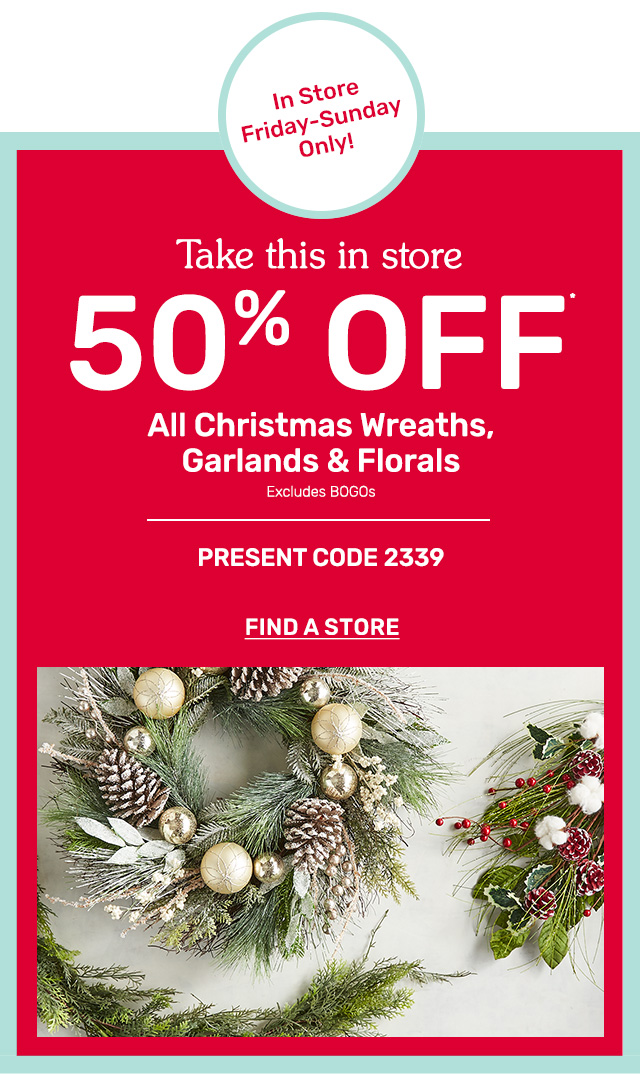 In Store
Friday-Sunday
Only!
Take this in store
50% OFF*
All Christmas Wreaths,
Garlands & Florals
Excludes BOGOs
PRESENT CODE 2339
FIND A STORE